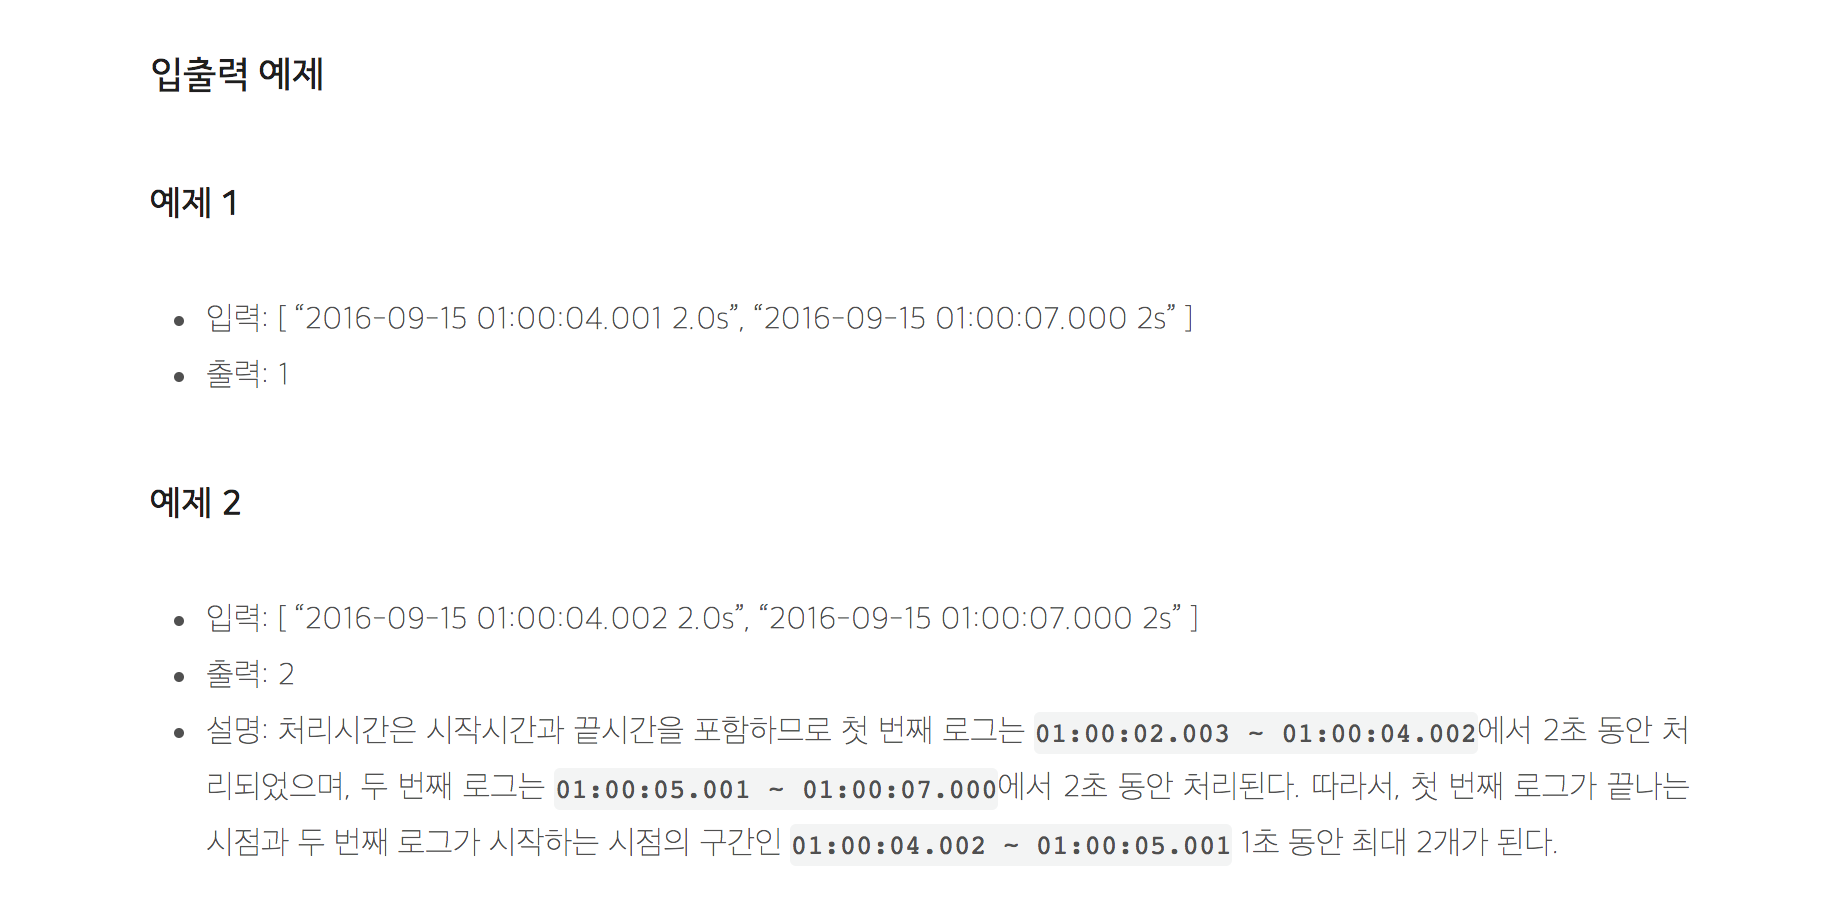 입출력 예제
예제 1
• 입력: [ “2016-09-15 01:00:04.001 2.0s”, “2016-09-15 01:00:07.000 2s” ]
• 출력: 1
예제 2
• 입력: [ “2016-09-15 01:00:04.002 2.0s”, “2016-09-15 01:00:07.000 2s” ]
• 출력: 2
• 설명: 처리시간은 시작시간과 끝시간을 포함하므로 첫 번째 로그는 01:00:02.003 ~ 01:00:04.002에서 2초 동안 처
리되었으며, 두 번째 로그는 01:00:05.001 ~ 01:00:07.000에서 2초 동안 처리된다. 따라서, 첫 번째 로그가 끝나는
시점과 두 번째 로그가 시작하는 시점의 구간인 01:00:04.002 ~ 01:00:05.001 1초 동안 최대 2개가 된다.